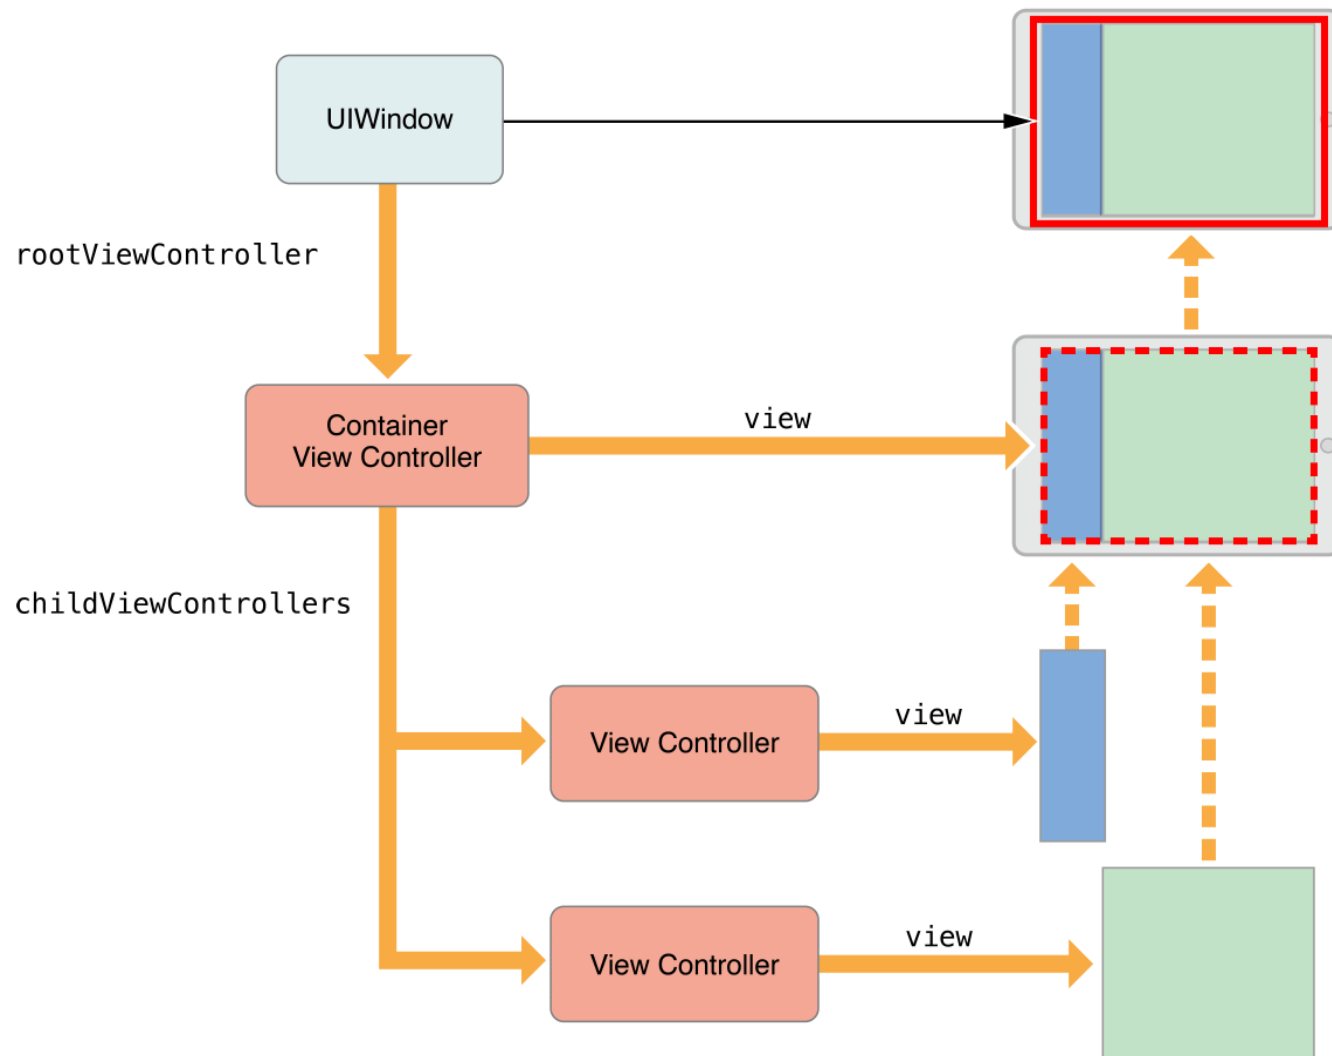 UIWindow
rootViewController
Container
View Controller
view
childViewControllers
View Controller
view
View Controller
view